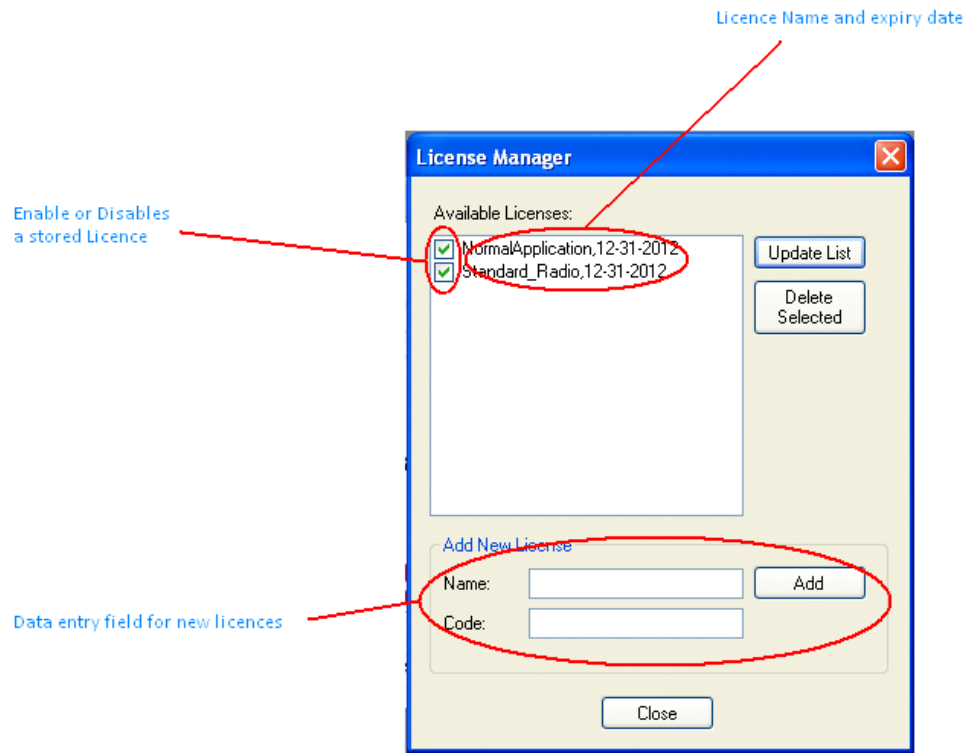 Licence Name and expiry date
License Manager
Enable or Disables
a stored Licence
Available Licenses:
NormalApplication,12-31-2012
Standard_Radio,12-31-2012
Update List
Delete
Selected
Add New License
Name:
Add
Data entry field for new licences
Code:
Close